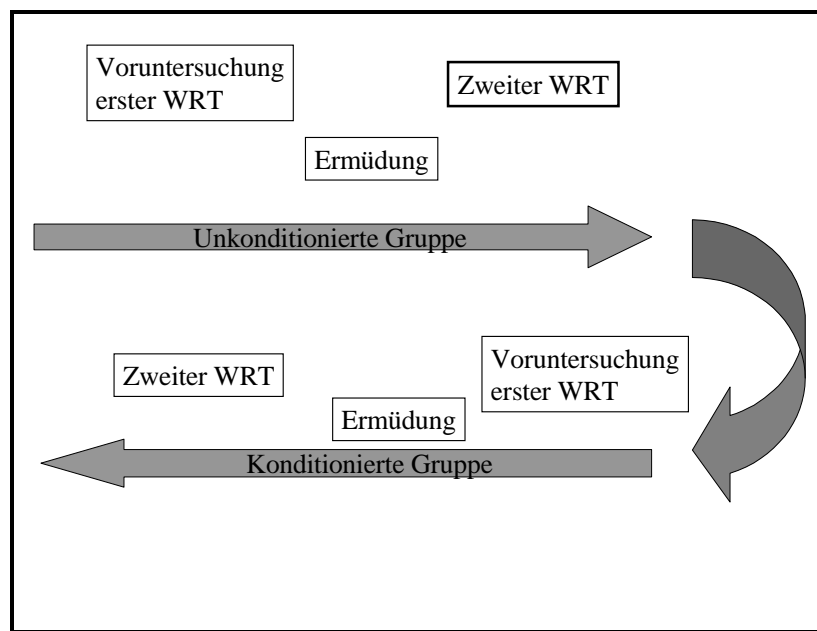 Voruntersuchung
erster WRT
Zweiter WRT
Ermüdung
Unkonditionierte Gruppe
Voruntersuchung
erster WRT
Zweiter WRT
Ermüdung
Konditionierte Gruppe